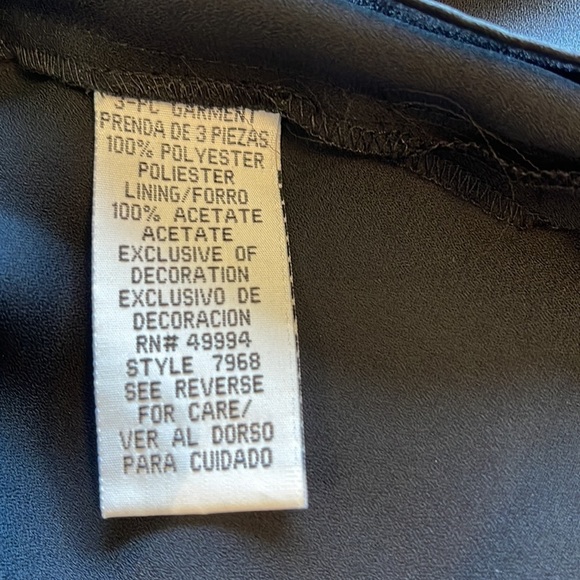 3-PC GARMENT
PRENDA DE 3 PIEZAS
100% POLYESTER
POLIESTER
LINING/FORRO
100% ACETATE
ACETATE
EXCLUSIVE OF
DECORATION
EXCLUSIVO DE
DECORACION
RN# 49994
STYLE 7968
SEE REVERSE
FOR CARE/
VER AL DORSO
PARA CUIDADO